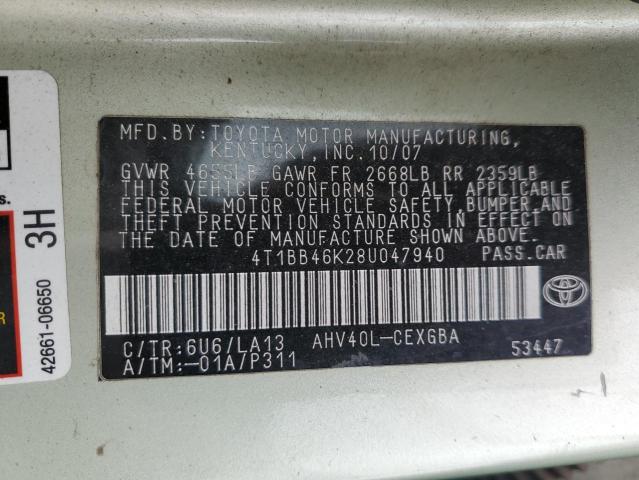 MFD.BY:TOYOTA MOTOR MANUFACTURING,
KENTUCKY, INC.10/07
GVWR 4655LB GAWR FR 2668LB RR 2359LB
THIS VEHICLE CONFORMS TO ALL APPLICABLE
FEDERAL MOTOR VEHICLE SAFETY,BUMPER AND
THEFT PREVENTION STANDARDS IN EFFECT ON
THE DATE OF MANUFACTURE SHOWN ABOVE.
4T1BB46K28U047940 PASS.CAR
C/TR:6U6/LA13 AHV40L-CEXGBA
A/TM:-01A/P311 53447
TOYOTA
s.
R
42661-06650 3H